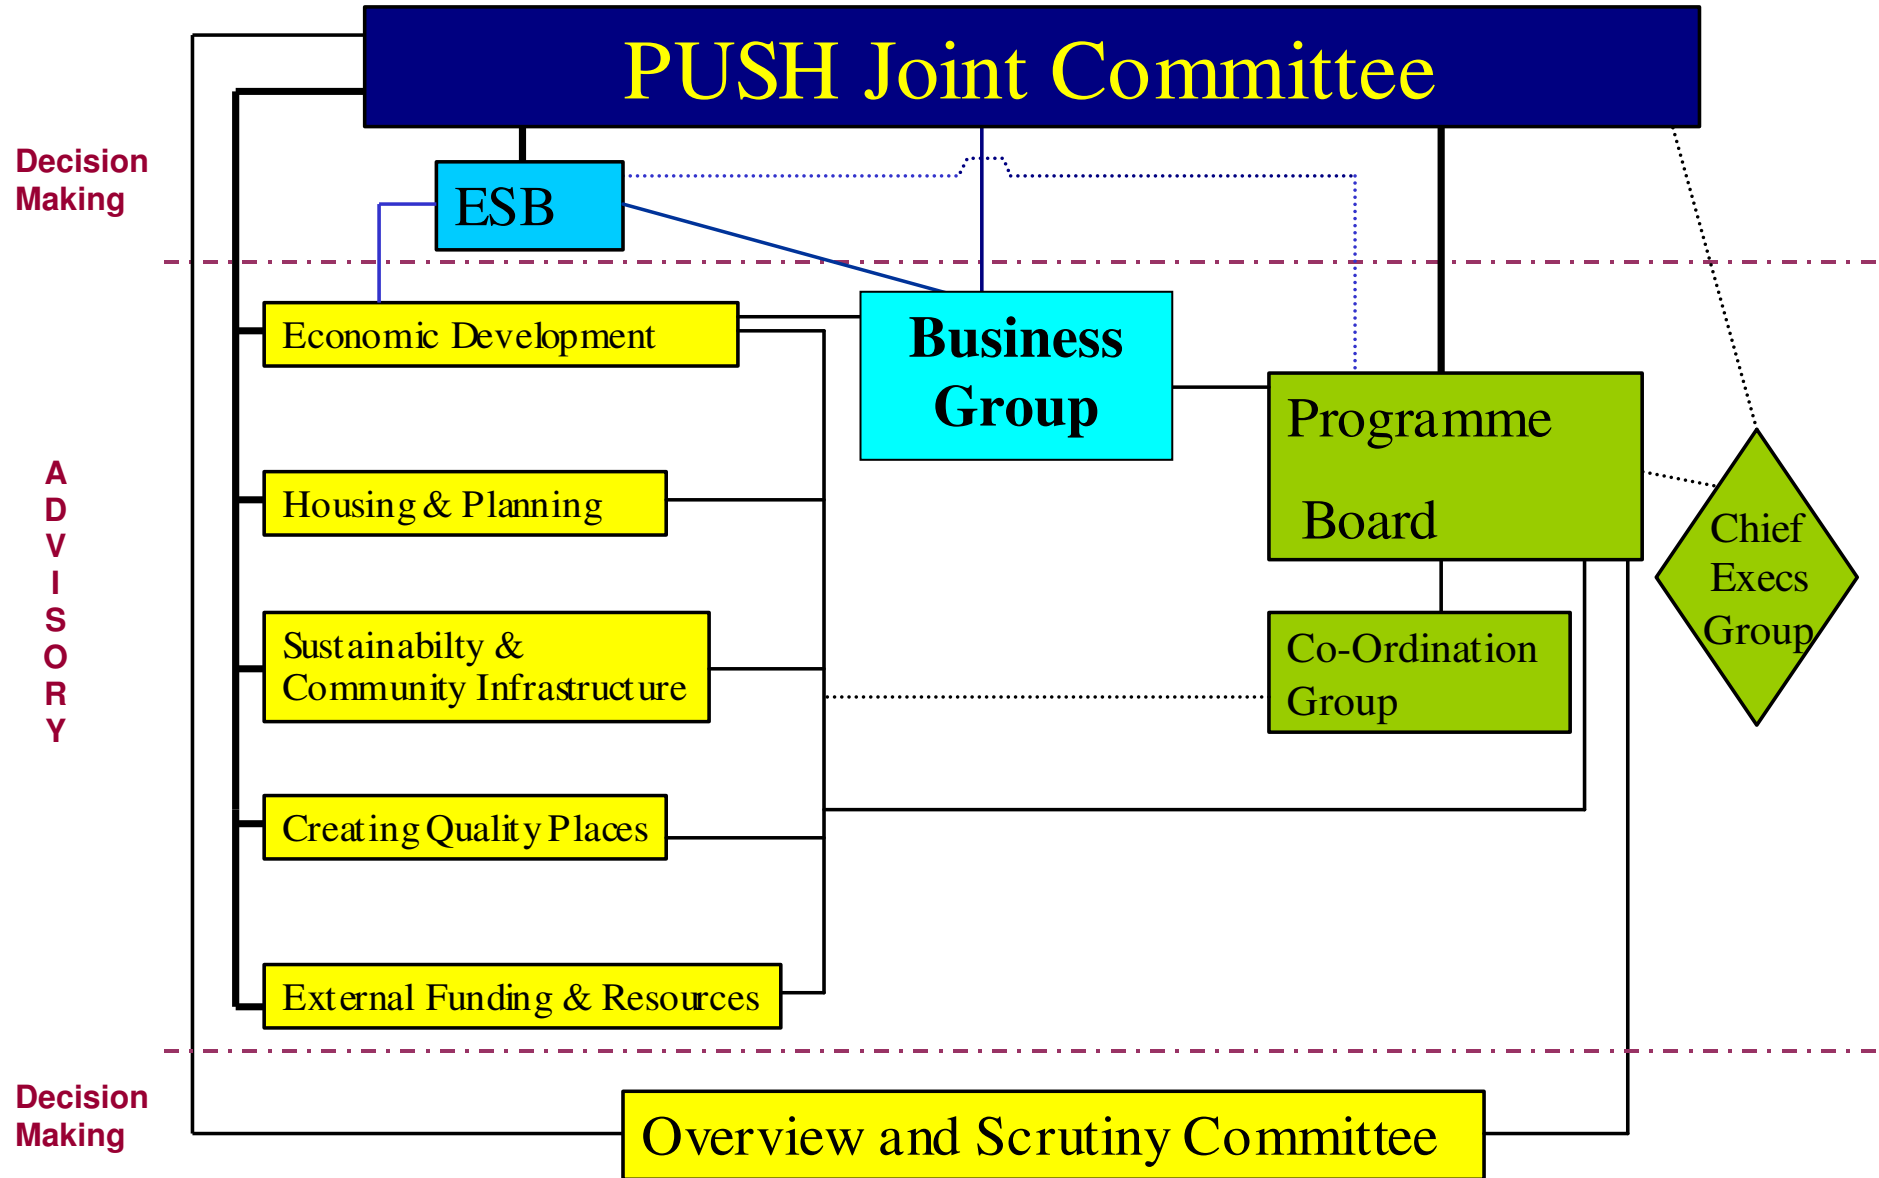 PUSH Joint Committee
Decision
Making
ESB
Economic Development
Business
Group
Programme
Board
Housing & Planning
Chief
Execs
Group
A
D
V
I
S
O
R
Y
Sustainabilty &
Community Infrastructure
Co-Ordination
Group
Creating Quality Places
External Funding & Resources
Decision
Making
Overview and Scrutiny Committee